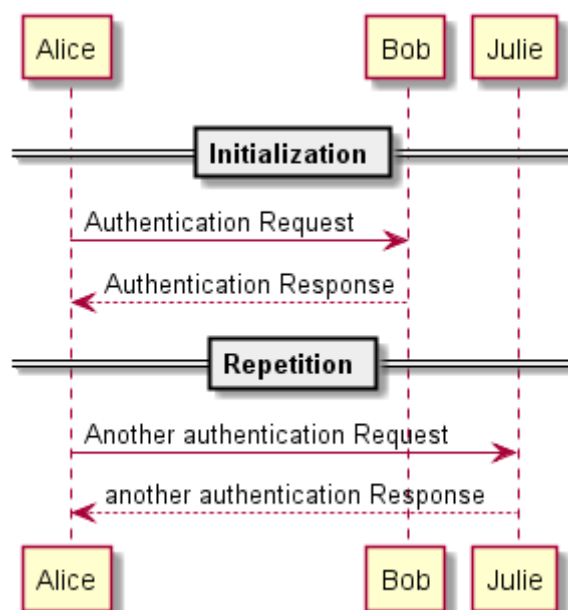 Alice Bob Julie
Initialization
Authentication Request
Authentication Response
Repetition
Another authentication Request
another authentication Response
Alice Bob Julie